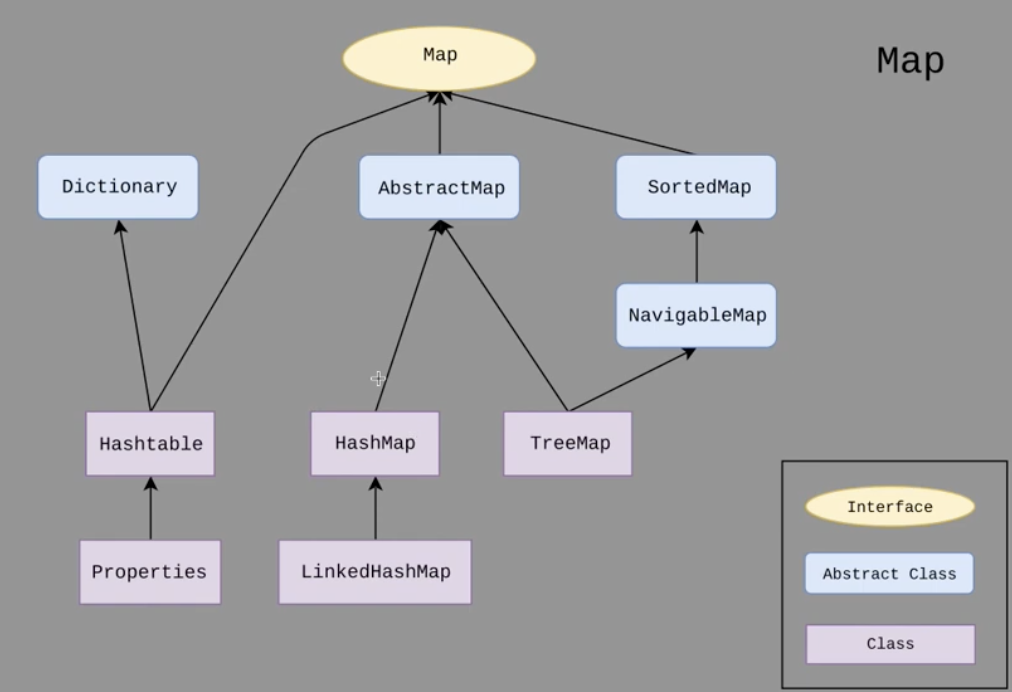 Map
Map
Dictionary
AbstractMap
SortedMap
NavigableMap
Hashtable
HashMap
TreeMap
Properties
LinkedHashMap
Interface
Abstract Class
Class